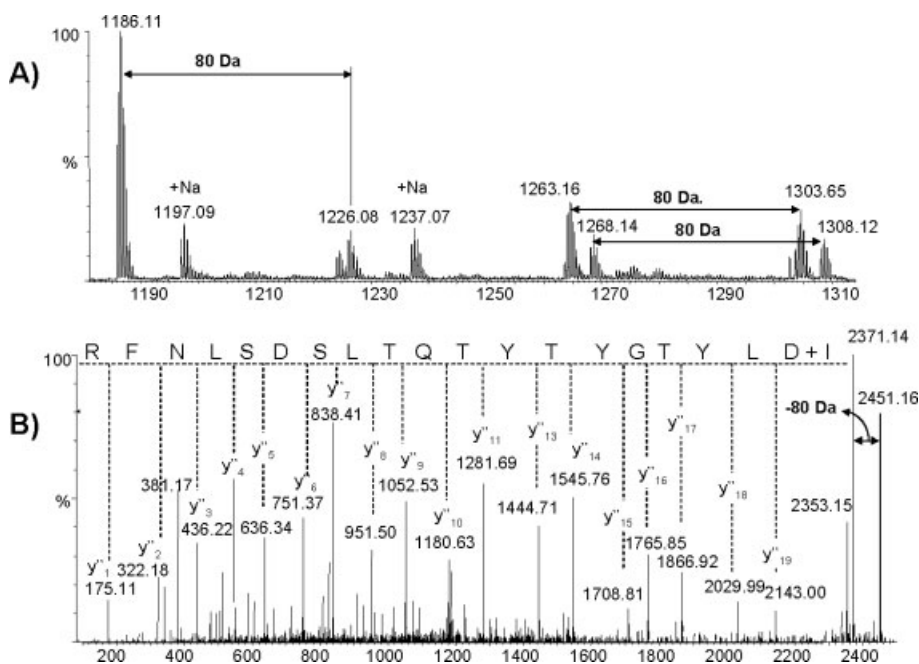 A)
100
%
1186.11
80 Da
+Na
1197.09
1226.08
+Na
1237.07
1263.16
80 Da.
1303.65
1268.14
80 Da
1308.12
1190 1210 1230 1250 1270 1290 1310
B)
100
%
R F N L S D S L T Q T Y T Y G T Y L D + I
2371.14
2451.16
-80 Da
y"7
838.41
y"17
y"11
1281.69
y"13
y"14
y"8
y"9
1052.53
1444.71
1545.76
y"16
1765.85
y"18
2353.15
381.17
y"3
436.22
y"4
y"5
636.34
y"6
751.37
951.50
y"10
1180.63
y"15
1708.81
1866.92
y"19
2029.99
2143.00
y"1
175.11
y"2
322.18
200 400 600 800 1000 1200 1400 1600 1800 2000 2200 2400